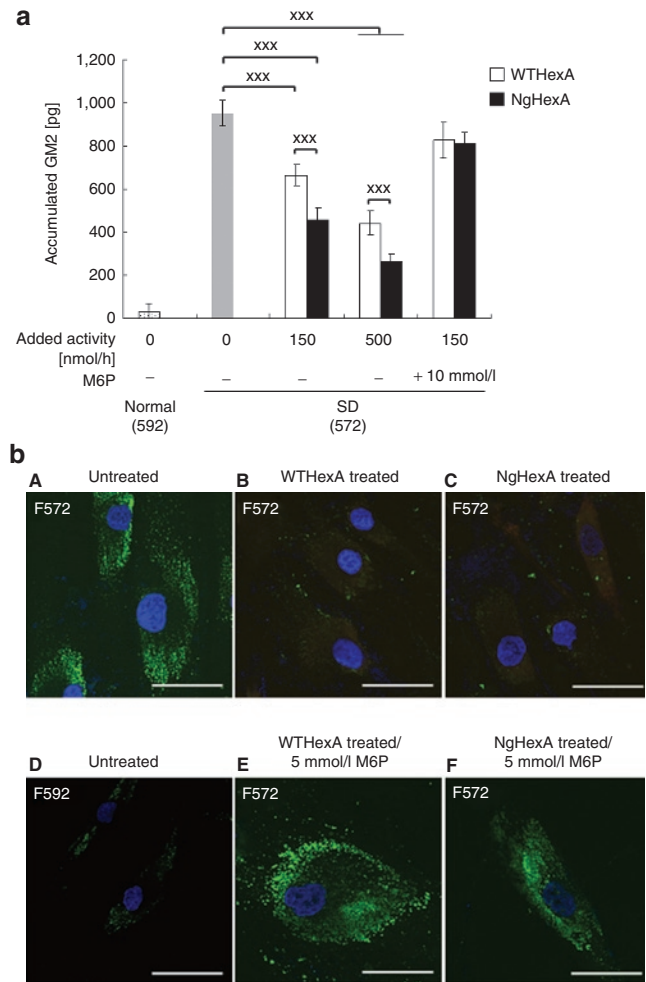 a
xxx
xxx
xxx
xxx
xxx
WTHexA
NgHexA
Accumulated GM2 [pg]
1,200
1,000
800
600
400
200
0
Added activity [nmol/h]
0 0 150 500 150
M6P
– – – – + 10 mmol/l
Normal (592)
SD (572)
b
A Untreated
F572
B WTHexA treated
F572
C NgHexA treated
F572
D Untreated
F592
E WTHexA treated/ 5 mmol/l M6P
F572
F NgHexA treated/ 5 mmol/l M6P
F572